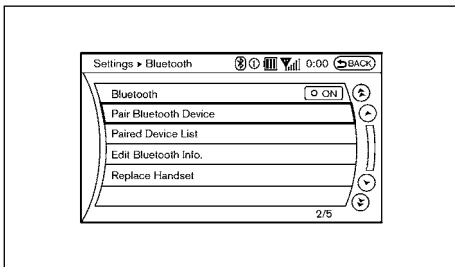 Settings ▸ Bluetooth 0:00 BACK
Bluetooth ON
Pair Bluetooth Device
Paired Device List
Edit Bluetooth Info.
Replace Handset
2/5